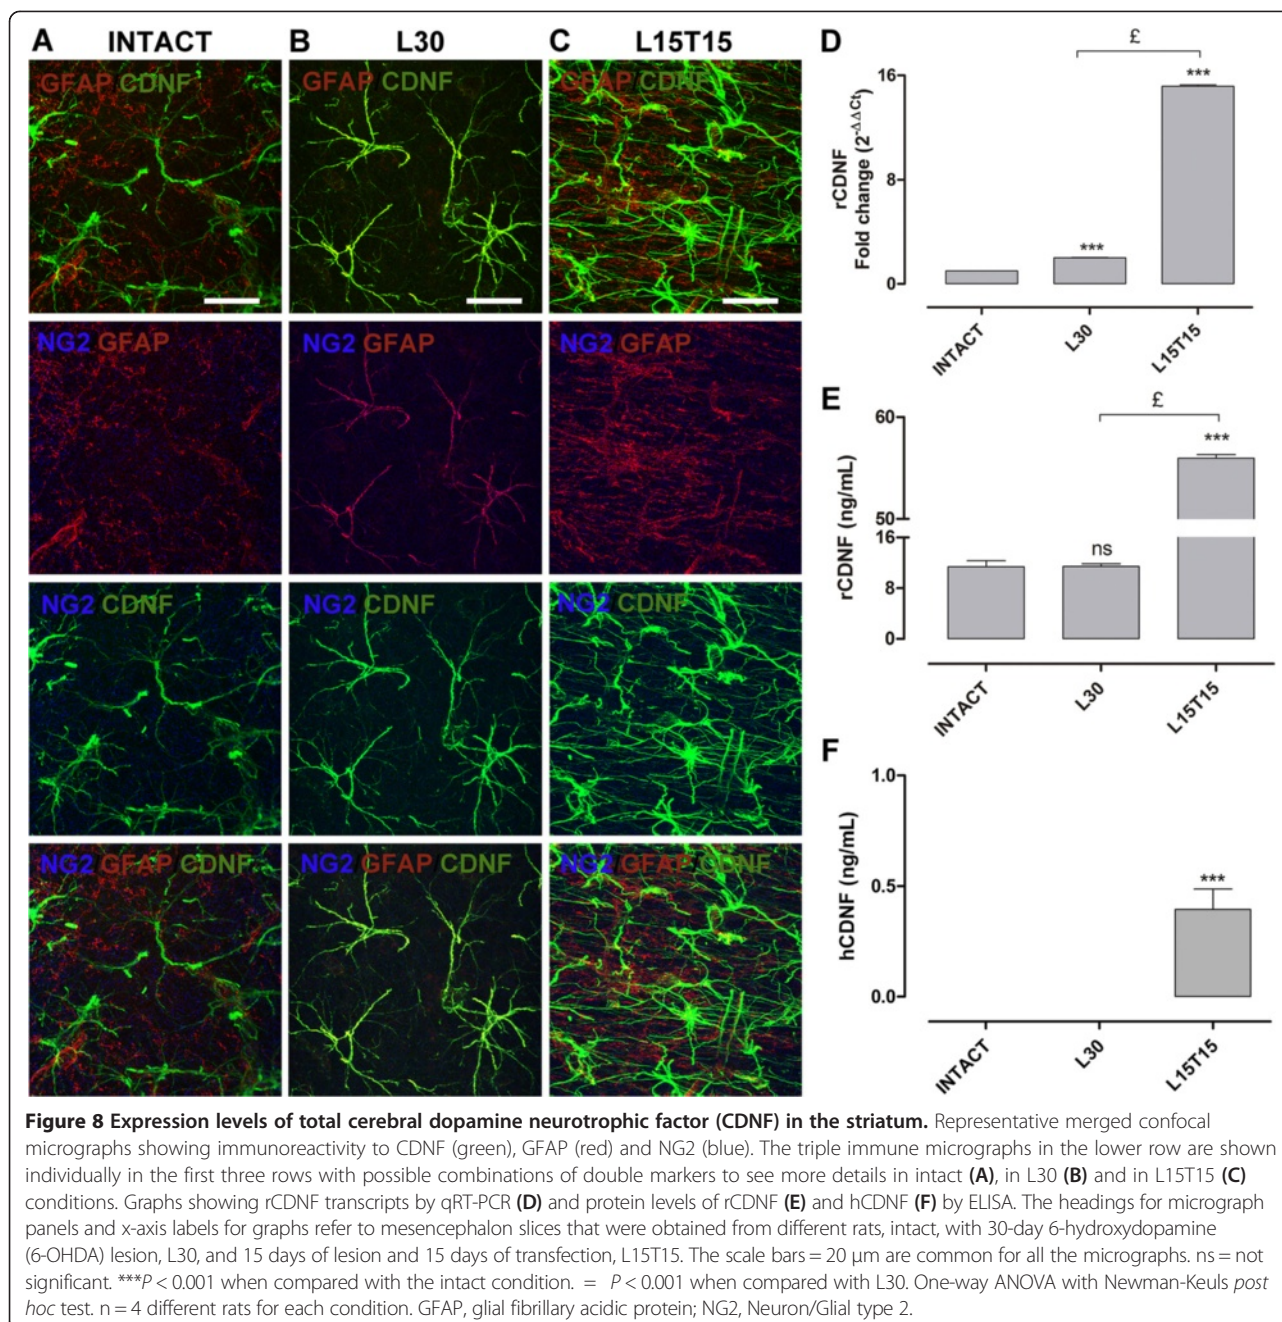 A INTACT B L30 C L15T15
GFAP CDNF GFAP CDNF GFAP CDNF
NG2 GFAP NG2 GFAP NG2 GFAP
NG2 CDNF NG2 CDNF NG2 CDNF
NG2 GFAP CDNF NG2 GFAP CDNF NG2 GFAP CDNF
D
£
***
***
16
8
0
rCDNF
Fold change (2^-ΔΔCt)
INTACT L30 L15T15
E
£
***
ns
60
50
16
8
0
rCDNF (ng/mL)
INTACT L30 L15T15
F
***
1.0
0.5
0.0
hCDNF (ng/mL)
INTACT L30 L15T15
Figure 8 Expression levels of total cerebral dopamine neurotrophic factor (CDNF) in the striatum. Representative merged confocal
micrographs showing immunoreactivity to CDNF (green), GFAP (red) and NG2 (blue). The triple immune micrographs in the lower row are shown
individually in the first three rows with possible combinations of double markers to see more details in intact (A), in L30 (B) and in L15T15 (C)
conditions. Graphs showing rCDNF transcripts by qRT-PCR (D) and protein levels of rCDNF (E) and hCDNF (F) by ELISA. The headings for micrograph
panels and x-axis labels for graphs refer to mesencephalon slices that were obtained from different rats, intact, with 30-day 6-hydroxydopamine
(6-OHDA) lesion, L30, and 15 days of lesion and 15 days of transfection, L15T15. The scale bars = 20 μm are common for all the micrographs. ns = not
significant. ***P < 0.001 when compared with the intact condition. = P < 0.001 when compared with L30. One-way ANOVA with Newman-Keuls post
hoc test. n = 4 different rats for each condition. GFAP, glial fibrillary acidic protein; NG2, Neuron/Glial type 2.